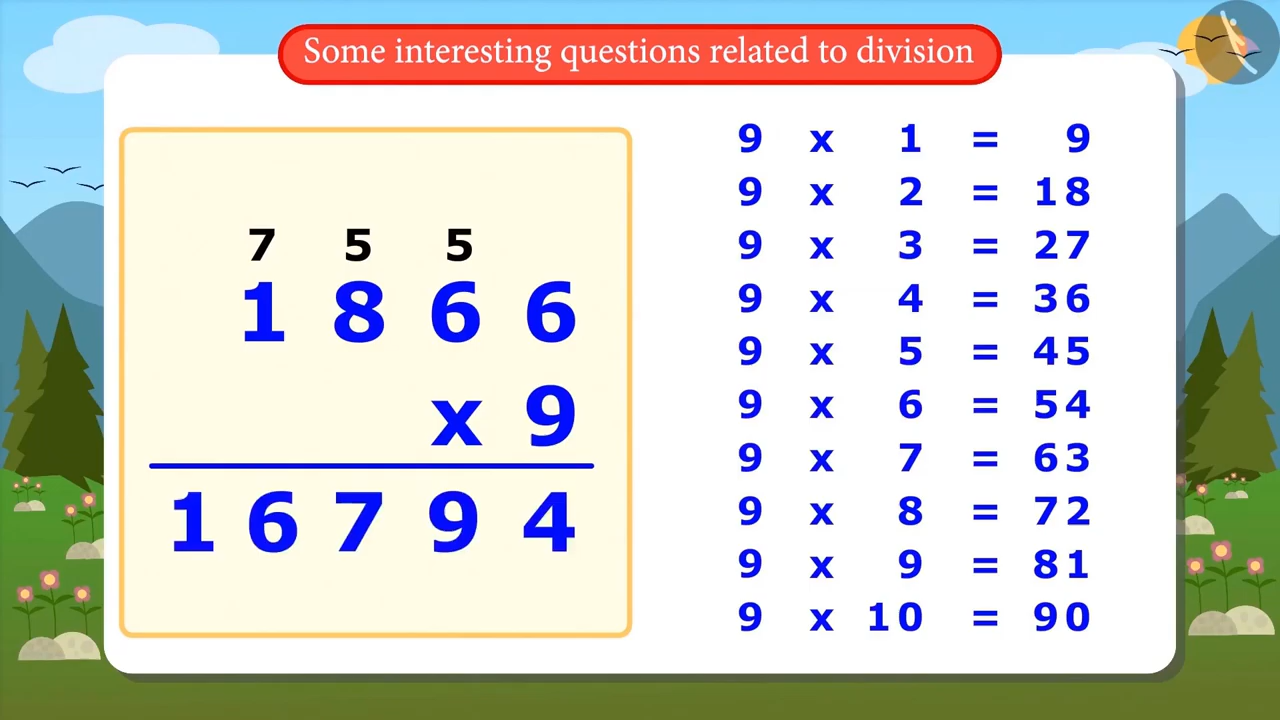 Some interesting questions related to division
7 5 5
1 8 6 6
x 9
1 6 7 9 4
9 x 1 = 9
9 x 2 = 18
9 x 3 = 27
9 x 4 = 36
9 x 5 = 45
9 x 6 = 54
9 x 7 = 63
9 x 8 = 72
9 x 9 = 81
9 x 10 = 90